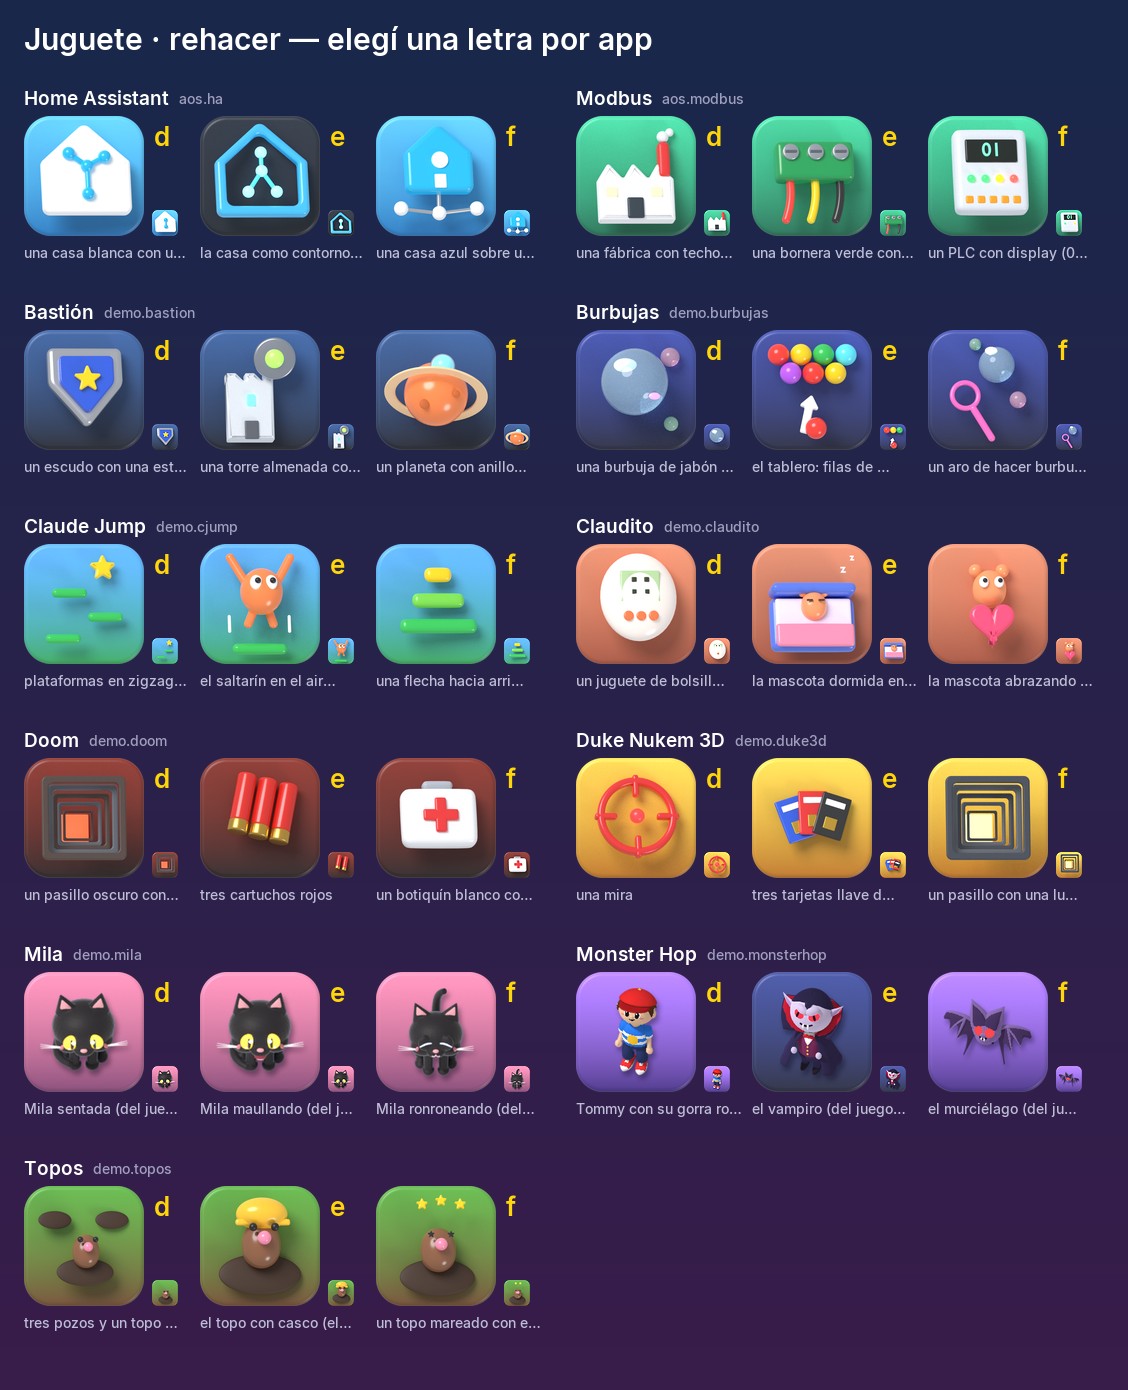 Juguete · rehacer — elegí una letra por app
Home Assistant aos.ha
d
e
f
una casa blanca con u...
la casa como contorno...
una casa azul sobre u...
Modbus aos.modbus
01
d
e
f
una fábrica con techo...
una bornera verde con...
un PLC con display (0...
Bastión demo.bastion
d
e
f
un escudo con una est...
una torre almenada co...
un planeta con anillo...
Burbujas demo.burbujas
d
e
f
una burbuja de jabón ...
el tablero: filas de ...
un aro de hacer burbu...
Claude Jump demo.cjump
d
e
f
plataformas en zigzag...
el saltarín en el air...
una flecha hacia arri...
Claudito demo.claudito
z
z
d
e
f
un juguete de bolsill...
la mascota dormida en...
la mascota abrazando ...
Doom demo.doom
d
e
f
un pasillo oscuro con...
tres cartuchos rojos
un botiquín blanco co...
Duke Nukem 3D demo.duke3d
d
e
f
una mira
tres tarjetas llave d...
un pasillo con una lu...
Mila demo.mila
d
e
f
Mila sentada (del jue...
Mila maullando (del j...
Mila ronroneando (del...
Monster Hop demo.monsterhop
d
e
f
Tommy con su gorra ro...
el vampiro (del juego...
el murciélago (del ju...
Topos demo.topos
d
e
f
tres pozos y un topo ...
el topo con casco (el...
un topo mareado con e...